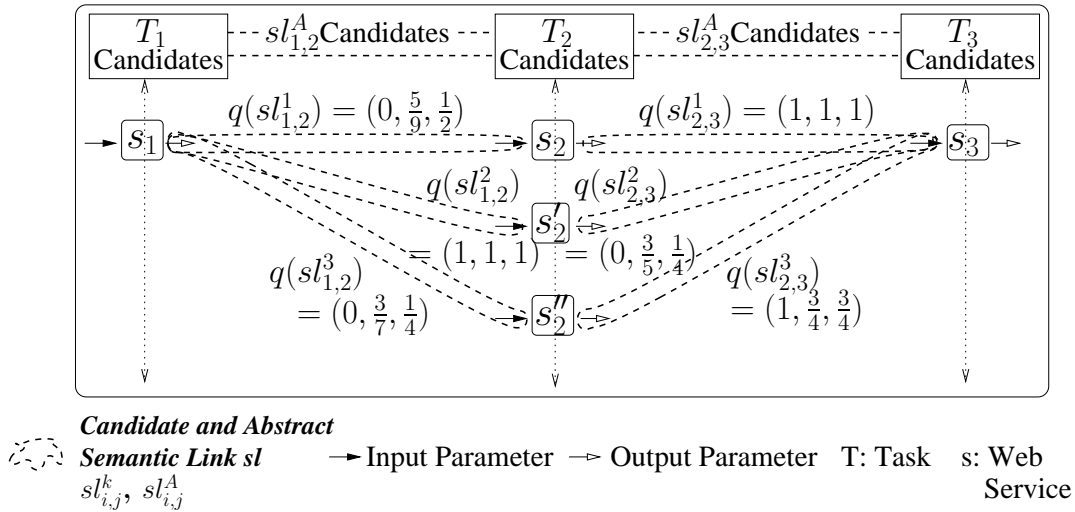 T₁ Candidates
sl^A_{1,2} Candidates
T₂ Candidates
sl^A_{2,3} Candidates
T₃ Candidates
q(sl^1_{1,2}) = (0, 5/9, 1/2)
q(sl^1_{2,3}) = (1, 1, 1)
s₁
s₂
s₃
q(sl^2_{1,2})
= (1, 1, 1)
q(sl^2_{2,3})
= (0, 3/5, 1/4)
s′₂
q(sl^3_{1,2})
= (0, 3/7, 1/4)
q(sl^3_{2,3})
= (1, 3/4, 3/4)
s″₂
Candidate and Abstract
Semantic Link sl
sl^k_{i,j}, sl^A_{i,j}
Input Parameter
Output Parameter
T: Task
s: Web
Service